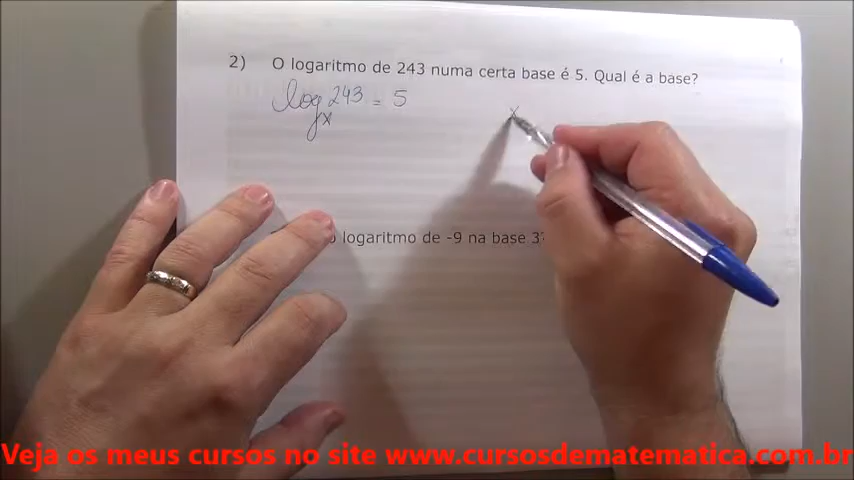 2) O logaritmo de 243 numa certa base é 5. Qual é a base?
log x 243 = 5
x
logaritmo de -9 na base 3?
Veja os meus cursos no site www.cursosdematematica.com.br